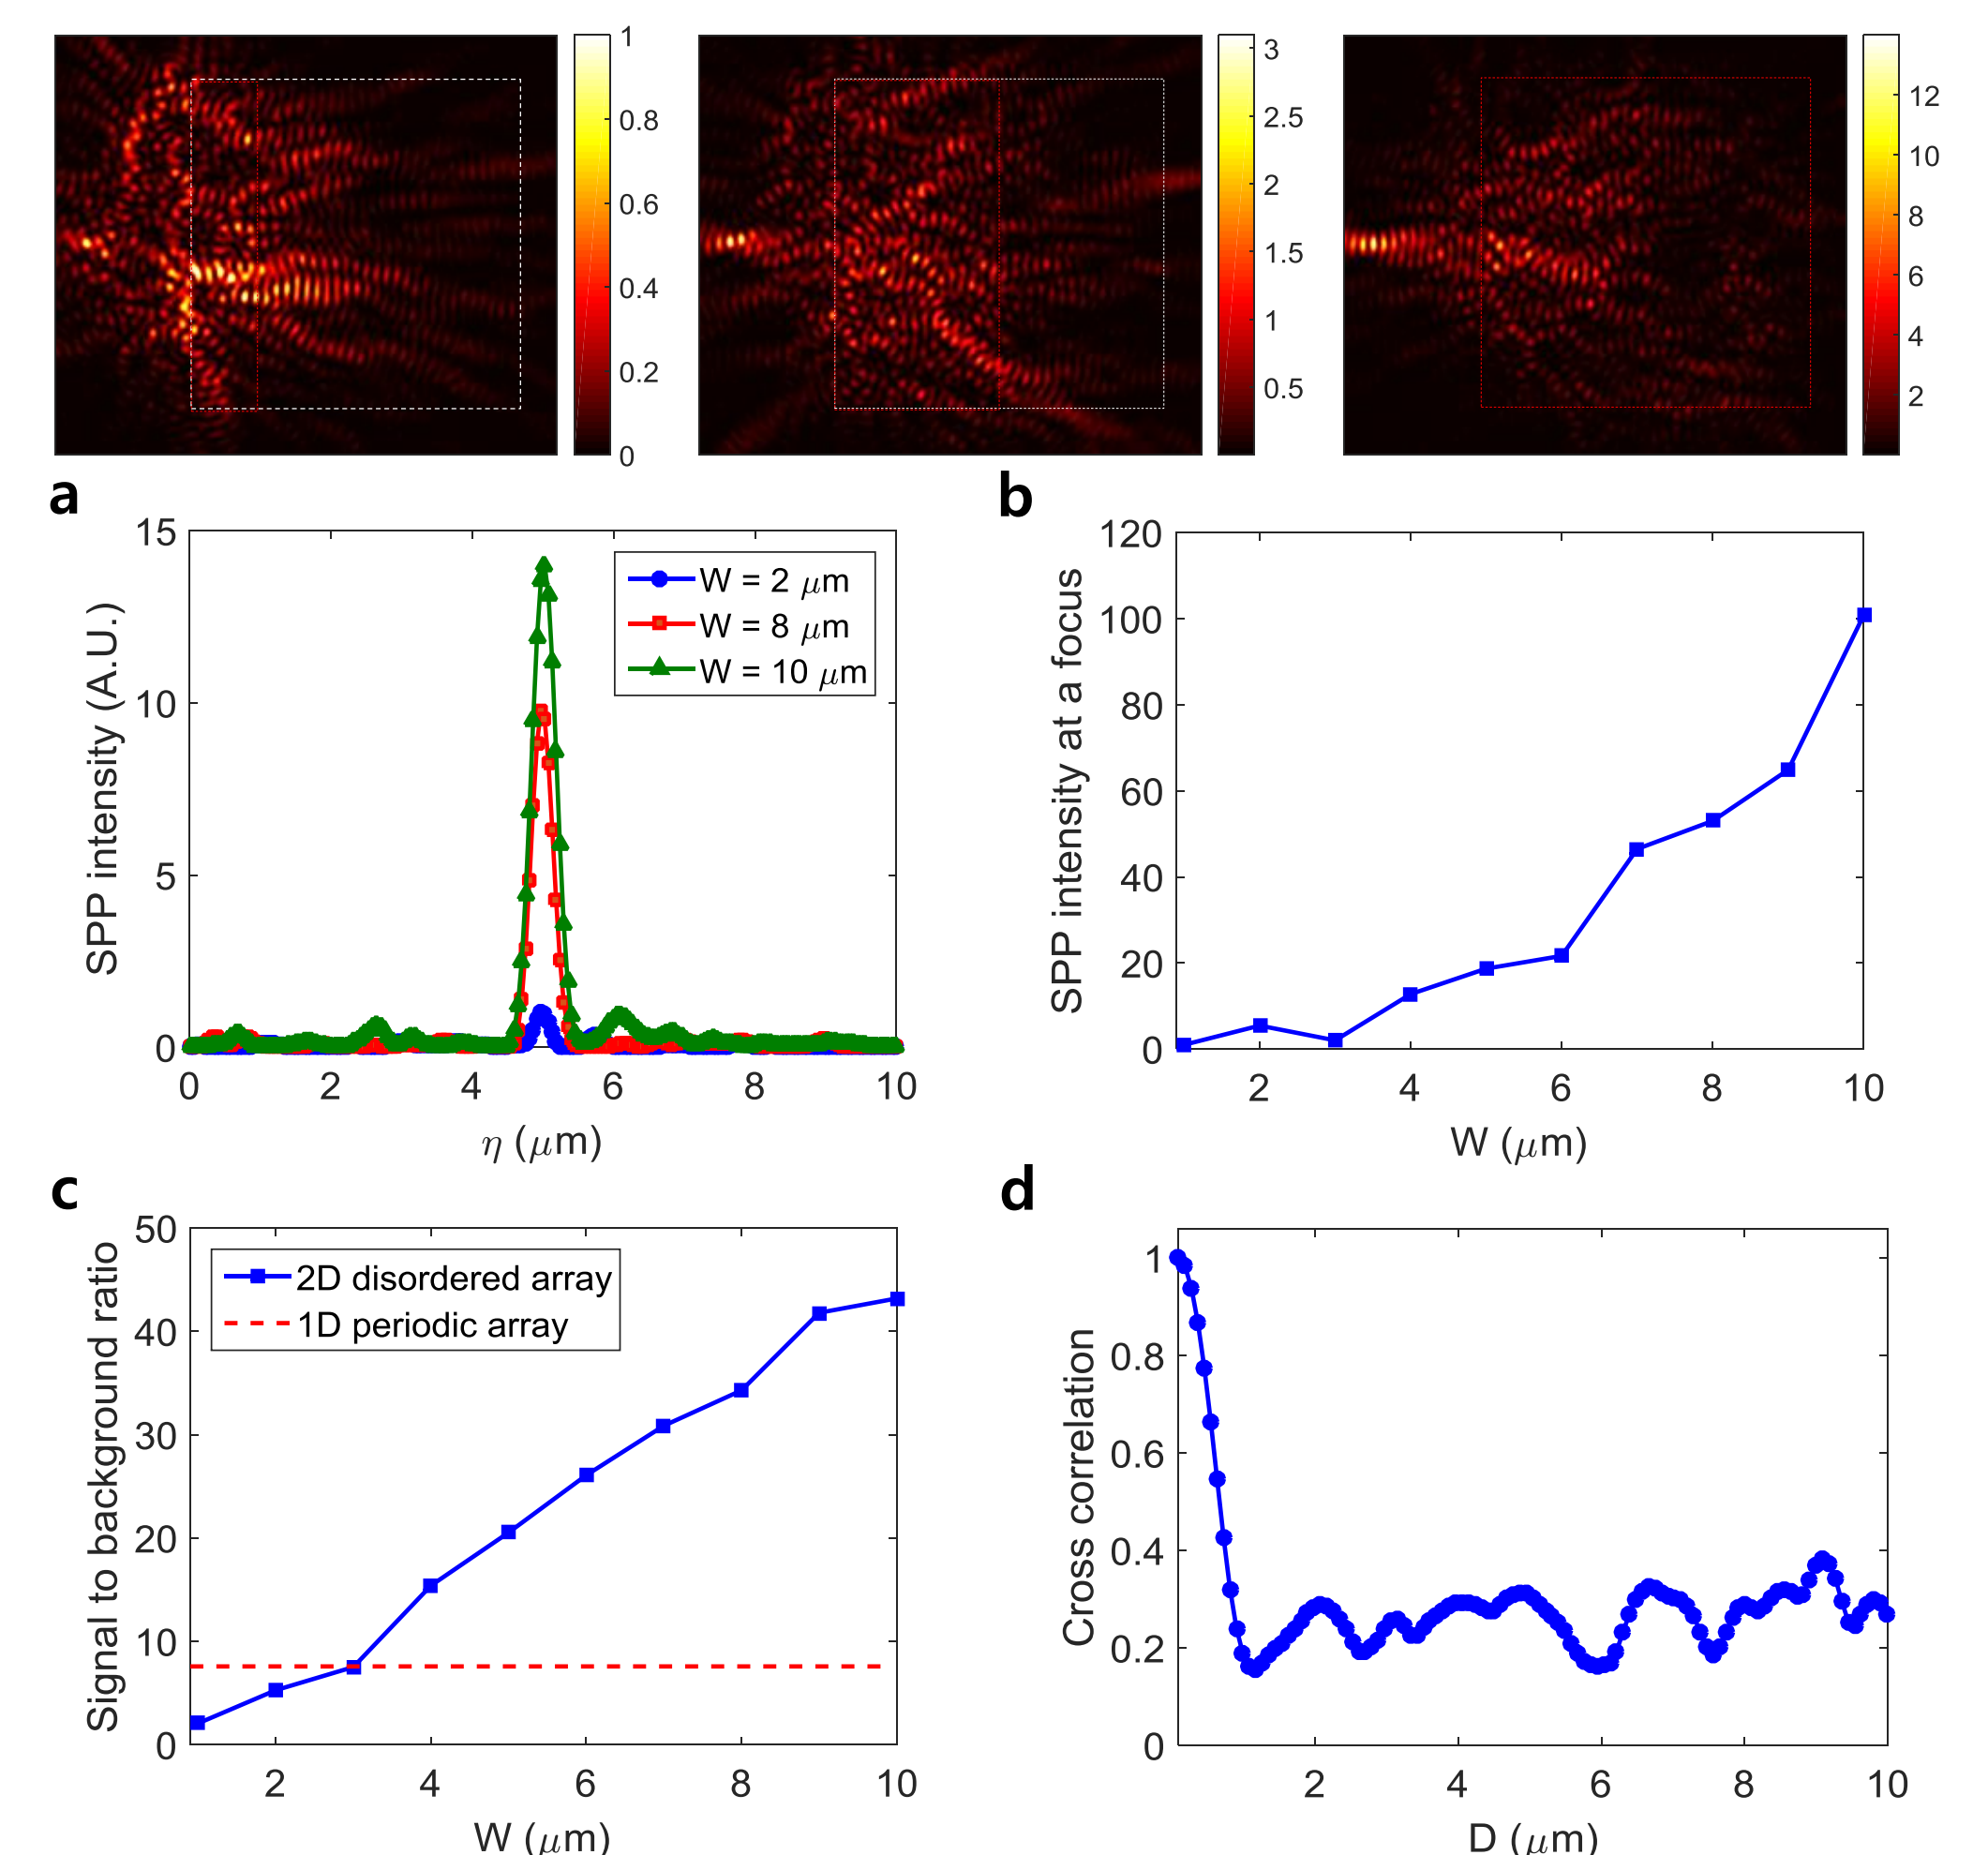 1
0.8
0.6
0.4
0.2
0
3
2.5
2
1.5
1
0.5
12
10
8
6
4
2
a
15
10
5
0
SPP intensity (A.U.)
W = 2 μm
W = 8 μm
W = 10 μm
0 2 4 6 8 10
η (μm)
b
120
100
80
60
40
20
0
SPP intensity at a focus
2 4 6 8 10
W (μm)
c
50
40
30
20
10
0
Signal to background ratio
2D disordered array
1D periodic array
2 4 6 8 10
W (μm)
d
1
0.8
0.6
0.4
0.2
0
Cross correlation
2 4 6 8 10
D (μm)